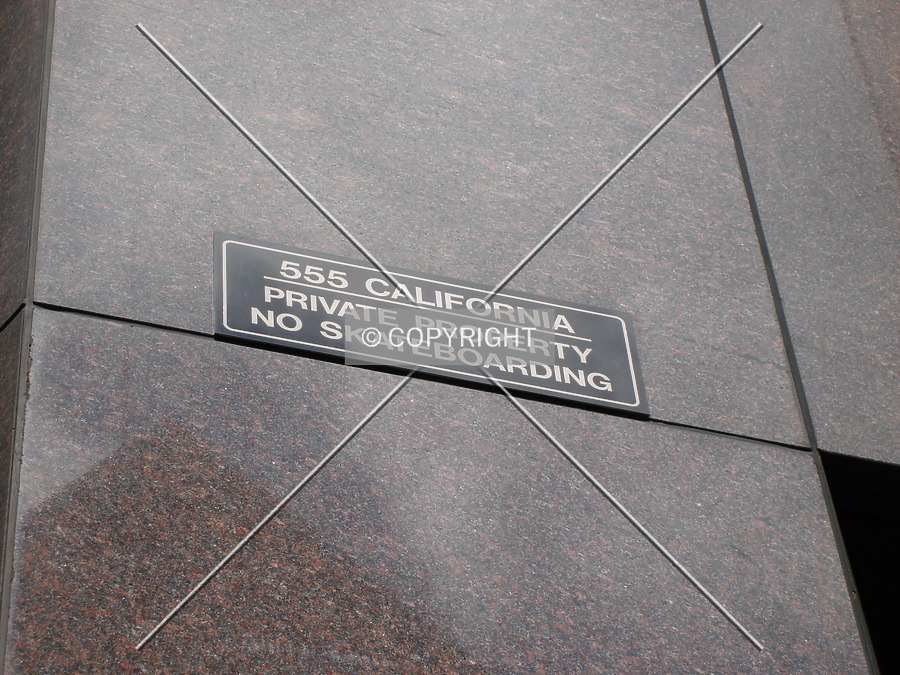 555 CALIFORNIA
PRIVATE PROPERTY
NO SKATEBOARDING
© COPYRIGHT